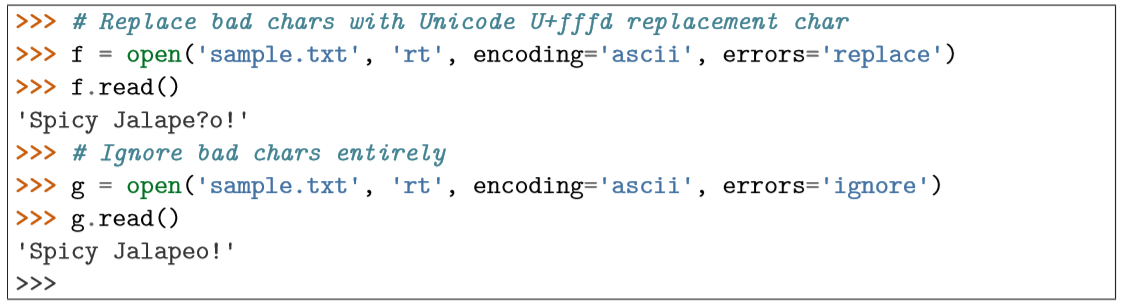 >>> # Replace bad chars with Unicode U+fffd replacement char
>>> f = open('sample.txt', 'rt', encoding='ascii', errors='replace')
>>> f.read()
'Spicy Jalape?o!'
>>> # Ignore bad chars entirely
>>> g = open('sample.txt', 'rt', encoding='ascii', errors='ignore')
>>> g.read()
'Spicy Jalapeo!'
>>>